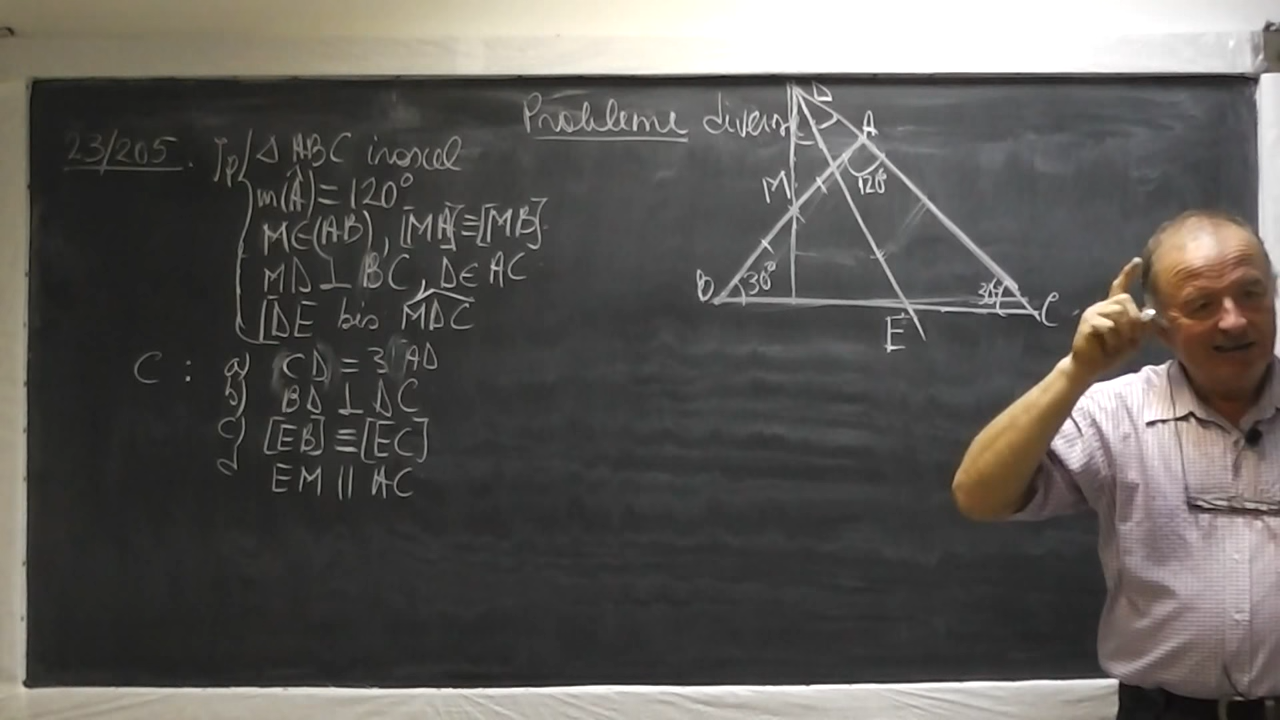 Probleme diverse
23/205. Ip Δ ABC isoscel
m(Â) = 120°
M∈(AB), [MA]≡[MB]
MD ⊥ BC, D∈ AC
[DE bis MDC
C: a) CD = 3 AD
b) BD ⊥ DC
c) [EB] ≡ [EC]
d) EM || AC
D
A
120°
M
B
30°
30°
C
E